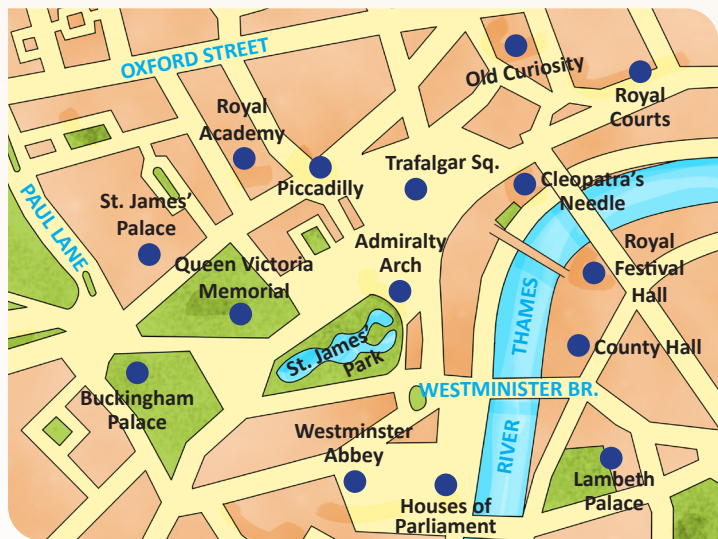 OXFORD STREET
Old Curiosity
Royal
Courts
Royal
Academy
Piccadilly
Trafalgar Sq.
Cleopatra's
Needle
PAUL LANE
St. James'
Palace
Queen Victoria
Memorial
Admiralty
Arch
Royal
Festival
Hall
THAMES
St. James'
Park
County Hall
Buckingham
Palace
WESTMINISTER BR.
Westminster
Abbey
RIVER
Houses of
Parliament
Lambeth
Palace